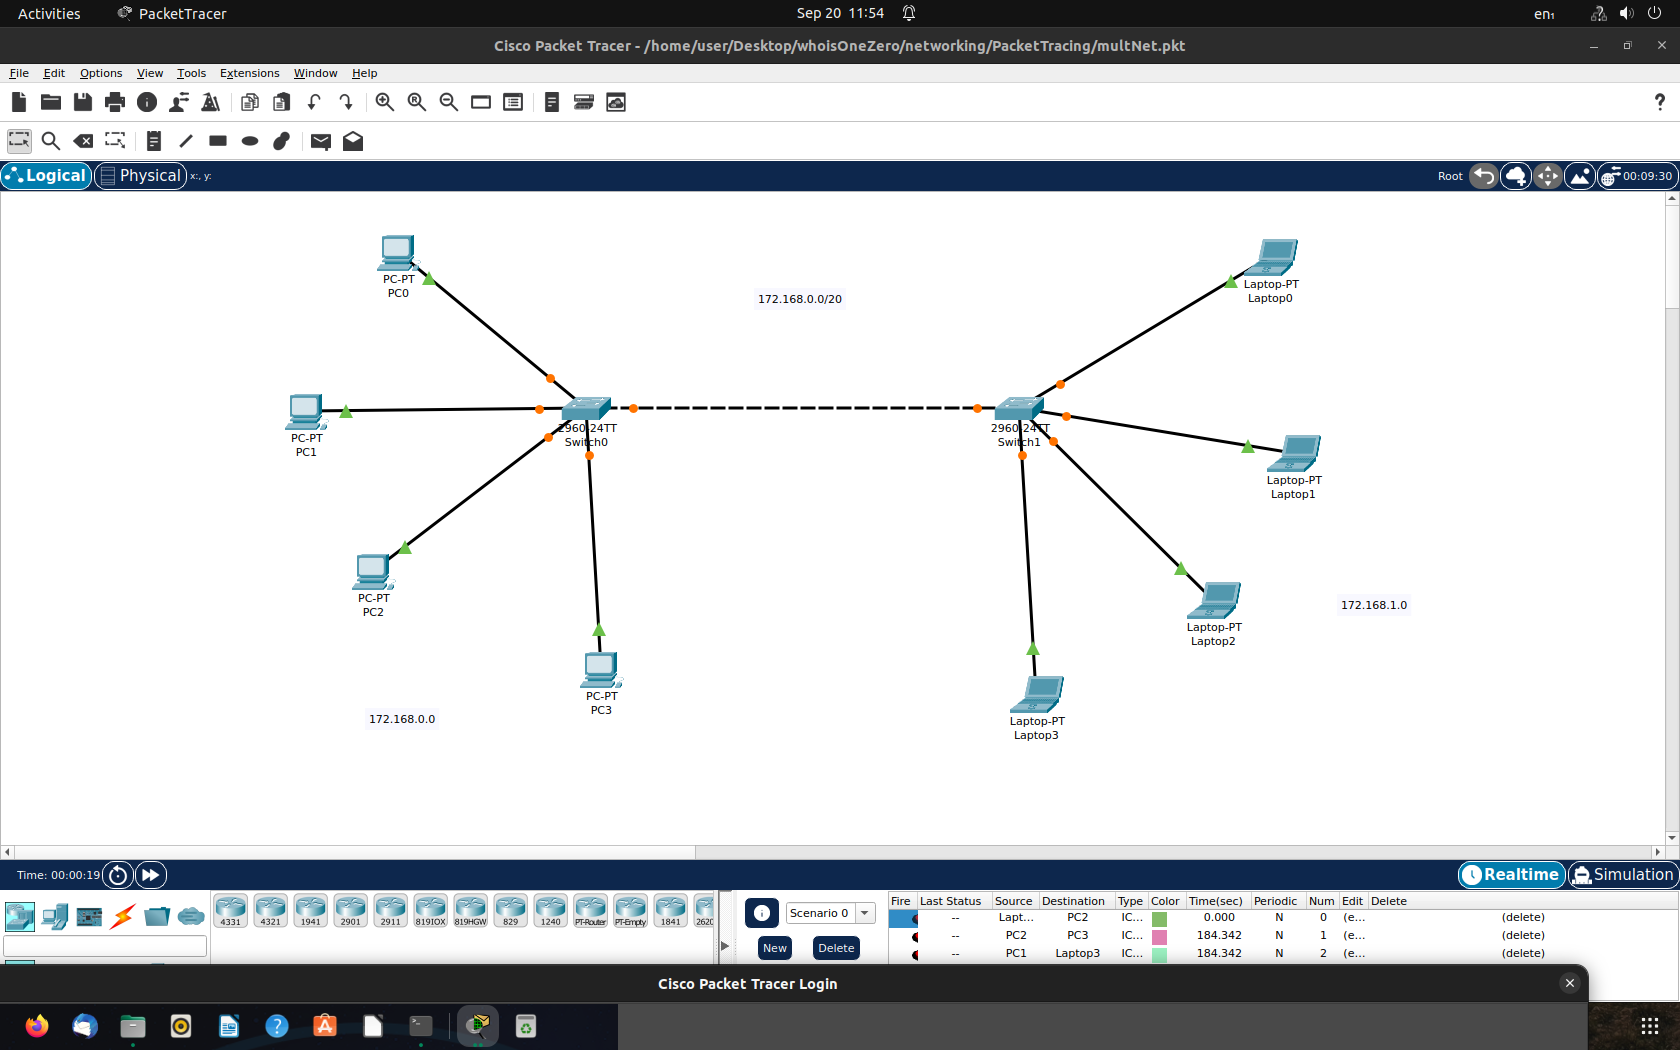 Activities PacketTracer Sep 20 11:54 en₁
Cisco Packet Tracer - /home/user/Desktop/whoisOneZero/networking/PacketTracing/multNet.pkt
File Edit Options View Tools Extensions Window Help
?
Logical Physical x:, y: Root 00:09:30
PC-PT
PC0
172.168.0.0/20
Laptop-PT
Laptop0
PC-PT
PC1
2960-24TT
Switch0
2960-24TT
Switch1
Laptop-PT
Laptop1
PC-PT
PC2
172.168.1.0
Laptop-PT
Laptop2
PC-PT
PC3
172.168.0.0
Laptop-PT
Laptop3
Time: 00:00:19 Realtime Simulation
4331 4321 1941 2901 2911 819IOX 819HGW 829 1240 PT-Router PT-Empty 1841 2620
Scenario 0
New Delete
Fire Last Status Source Destination Type Color Time(sec) Periodic Num Edit Delete
-- Lapt... PC2 IC... 0.000 N 0 (e... (delete)
-- PC2 PC3 IC... 184.342 N 1 (e... (delete)
-- PC1 Laptop3 IC... 184.342 N 2 (e... (delete)
Cisco Packet Tracer Login